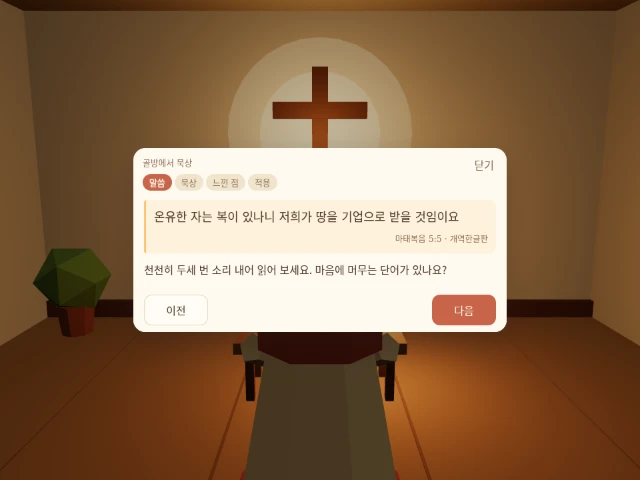 골방에서 묵상
닫기
말씀 묵상 느낀 점 적용
온유한 자는 복이 있나니 저희가 땅을 기업으로 받을 것임이요
마태복음 5:5 · 개역한글판
천천히 두세 번 소리 내어 읽어 보세요. 마음에 머무는 단어가 있나요?
이전
다음